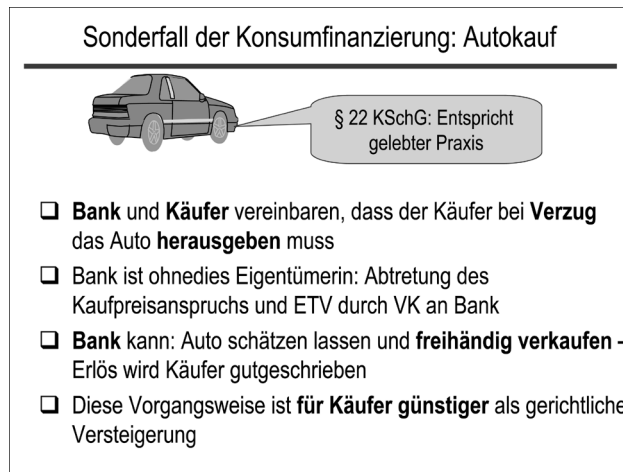 Sonderfall der Konsumfinanzierung: Autokauf
§ 22 KSchG: Entspricht
gelebter Praxis
❑ Bank und Käufer vereinbaren, dass der Käufer bei Verzug
das Auto herausgeben muss
❑ Bank ist ohnedies Eigentümerin: Abtretung des
Kaufpreisanspruchs und ETV durch VK an Bank
❑ Bank kann: Auto schätzen lassen und freihändig verkaufen -
Erlös wird Käufer gutgeschrieben
❑ Diese Vorgangsweise ist für Käufer günstiger als gerichtliche
Versteigerung